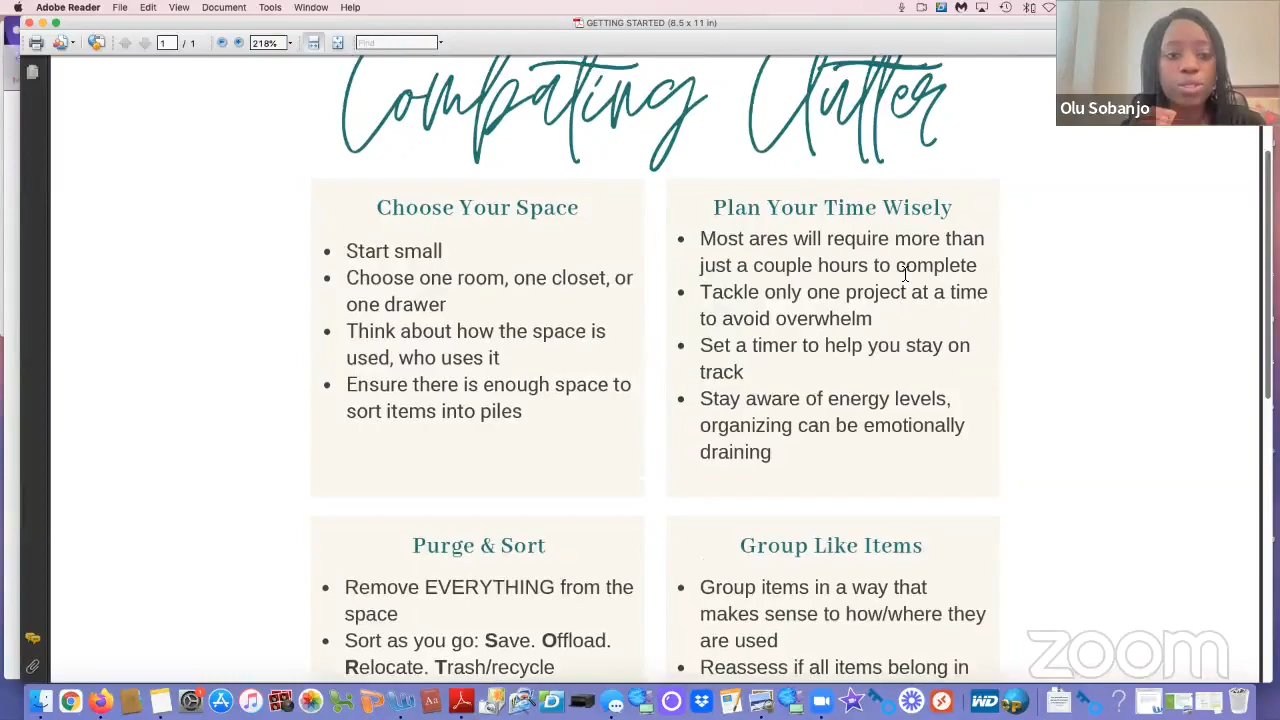 Adobe Reader File Edit View Document Tools Window Help
GETTING STARTED (8.5 x 11 in)
1 / 1 218% Find
Olu Sobanjo
Combating Clutter
Choose Your Space
Start small
Choose one room, one closet, or
one drawer
Think about how the space is
used, who uses it
Ensure there is enough space to
sort items into piles
Plan Your Time Wisely
Most ares will require more than
just a couple hours to complete
Tackle only one project at a time
to avoid overwhelm
Set a timer to help you stay on
track
Stay aware of energy levels,
organizing can be emotionally
draining
Purge & Sort
Remove EVERYTHING from the
space
Sort as you go: Save. Offload.
Relocate. Trash/recycle
Group Like Items
Group items in a way that
makes sense to how/where they
are used
Reassess if all items belong in
zoom
WD